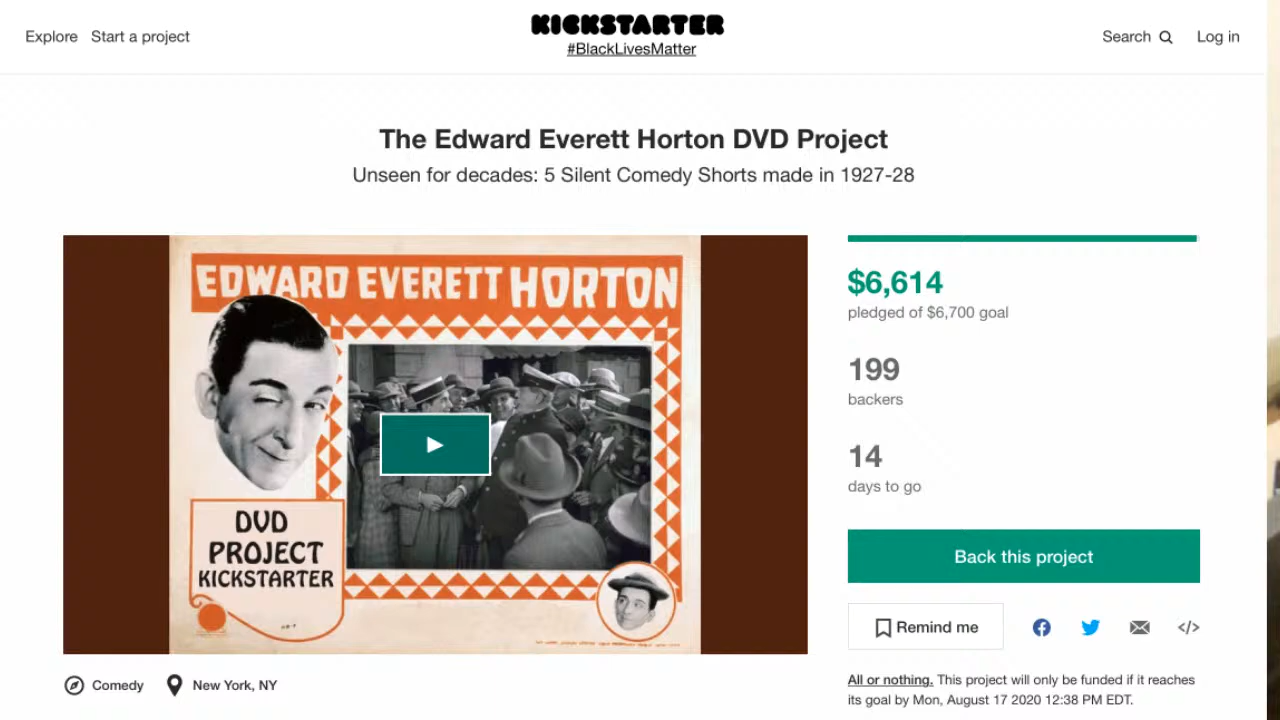 Explore Start a project
KICKSTARTER
#BlackLivesMatter
Search Log in
The Edward Everett Horton DVD Project
Unseen for decades: 5 Silent Comedy Shorts made in 1927-28
EDWARD EVERETT HORTON
DVD
PROJECT
KICKSTARTER
Comedy New York, NY
$6,614
pledged of $6,700 goal
199
backers
14
days to go
Back this project
Remind me </>
All or nothing. This project will only be funded if it reaches
its goal by Mon, August 17 2020 12:38 PM EDT.